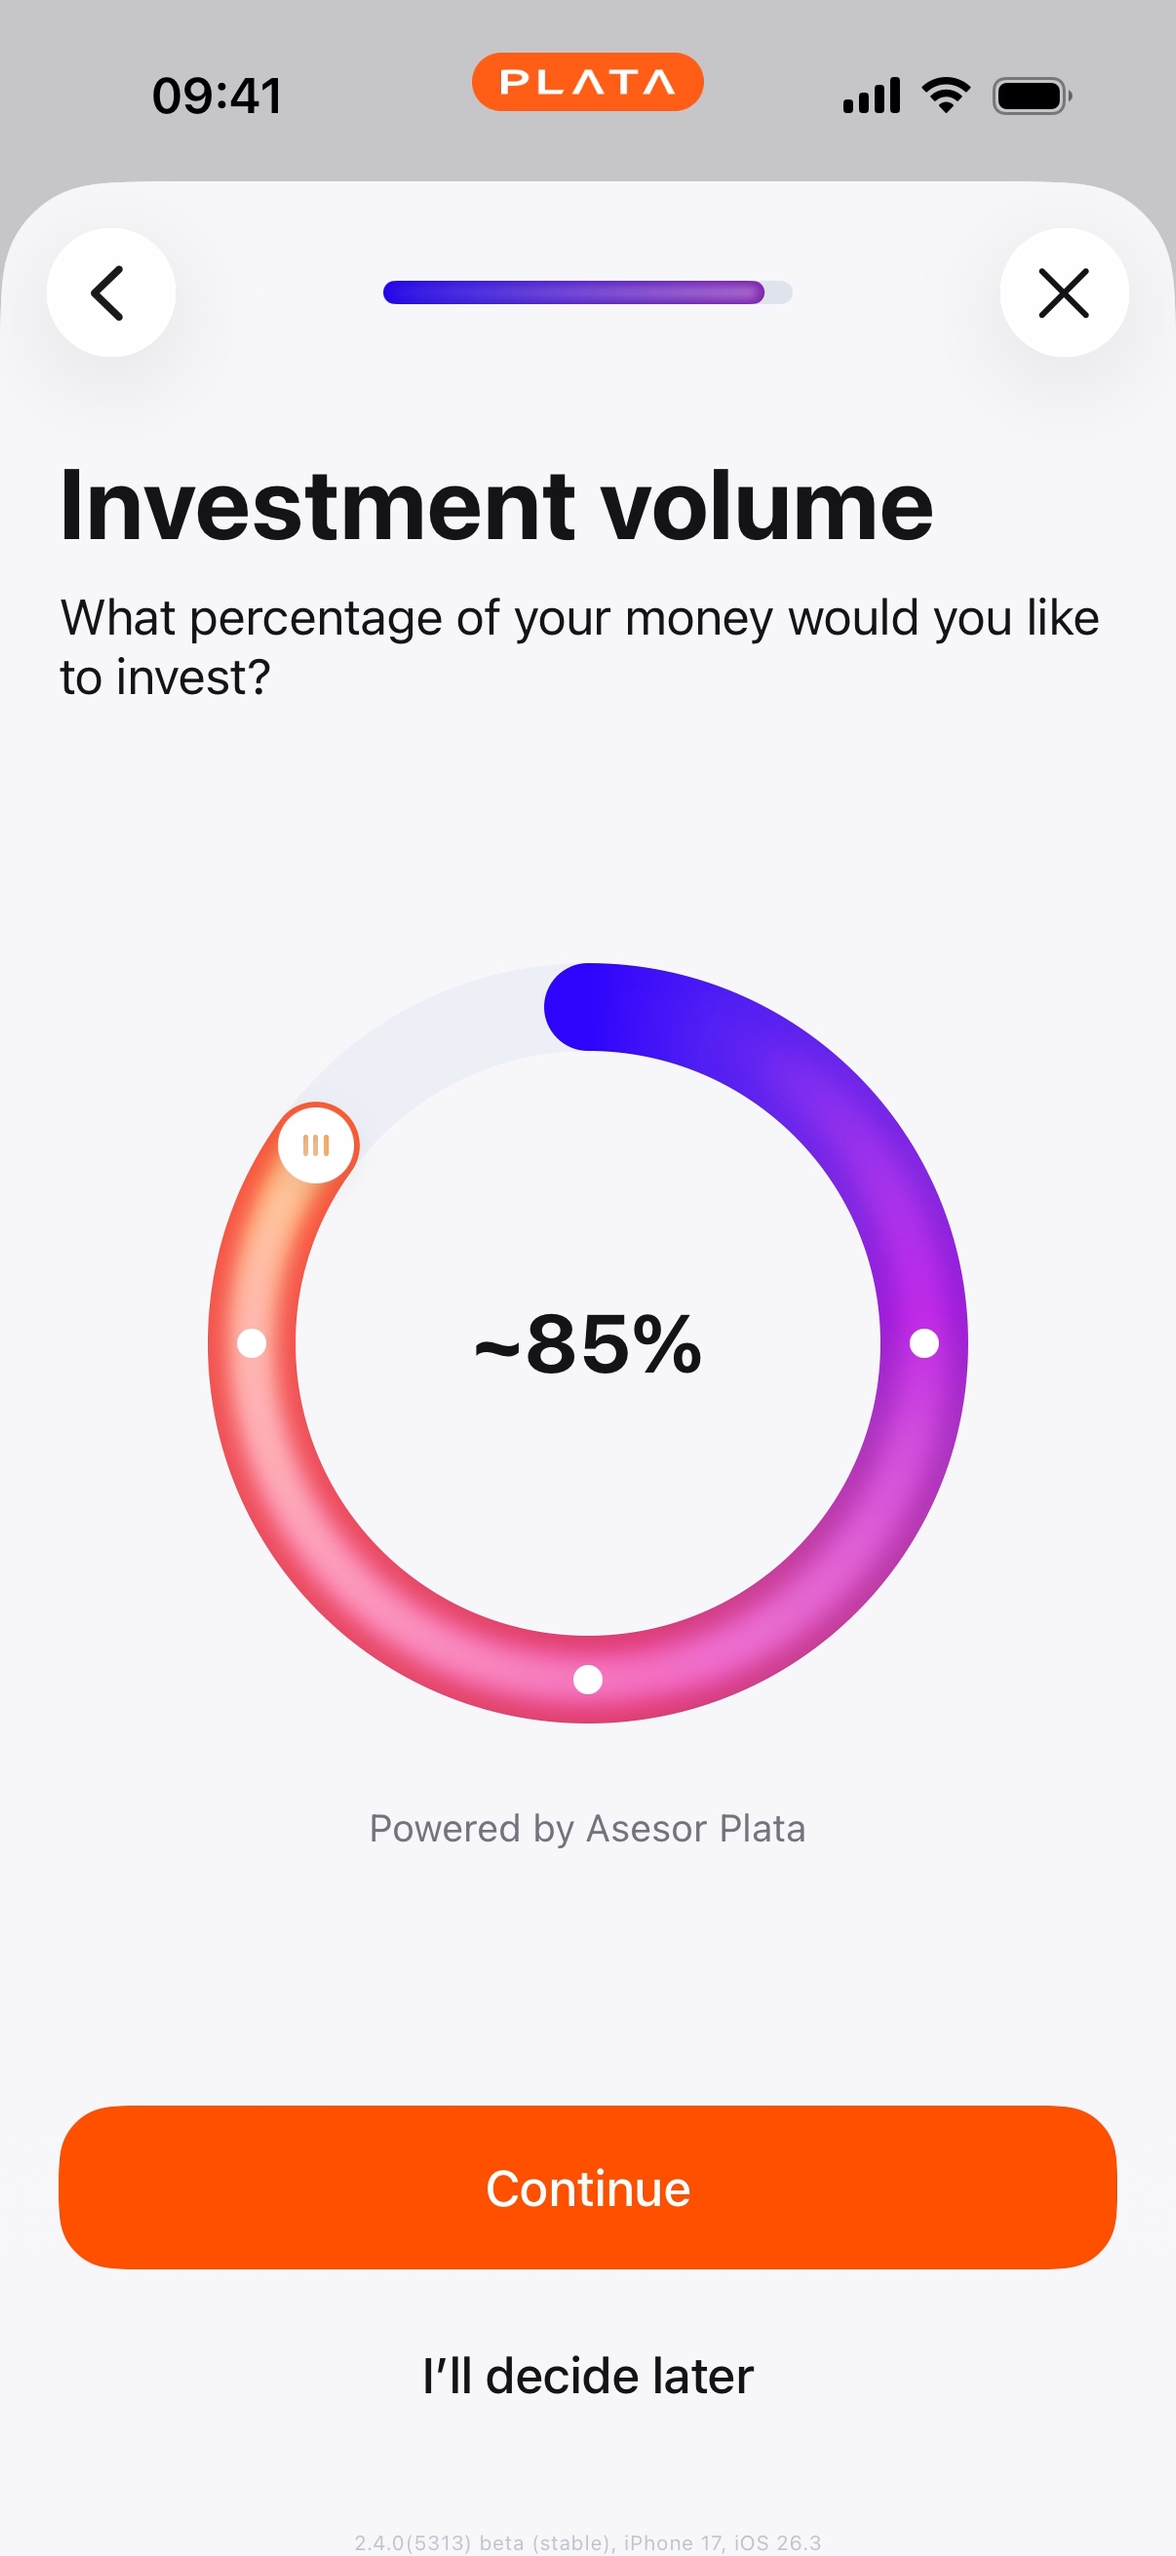 09:41
PLATA
Investment volume
What percentage of your money would you like
to invest?
~85%
Powered by Asesor Plata
Continue
I’ll decide later
2.4.0(5313) beta (stable), iPhone 17, iOS 26.3